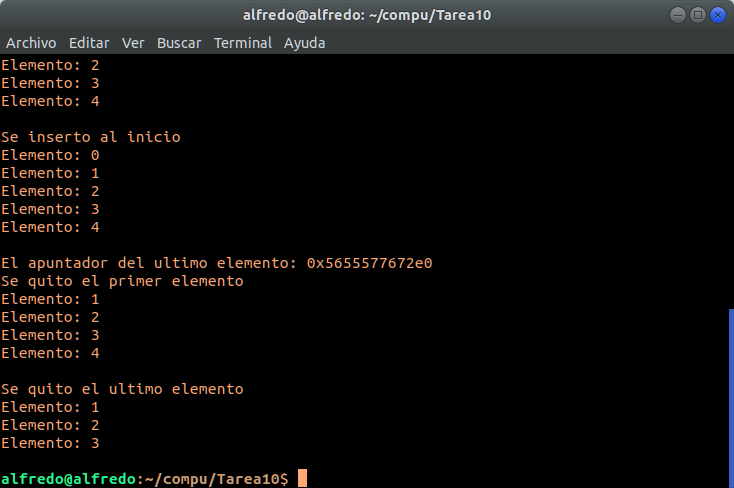 alfredo@alfredo: ~/compu/Tarea10
Archivo Editar Ver Buscar Terminal Ayuda
Elemento: 2
Elemento: 3
Elemento: 4
Se inserto al inicio
Elemento: 0
Elemento: 1
Elemento: 2
Elemento: 3
Elemento: 4
El apuntador del ultimo elemento: 0x5655577672e0
Se quito el primer elemento
Elemento: 1
Elemento: 2
Elemento: 3
Elemento: 4
Se quito el ultimo elemento
Elemento: 1
Elemento: 2
Elemento: 3
alfredo@alfredo:~/compu/Tarea10$